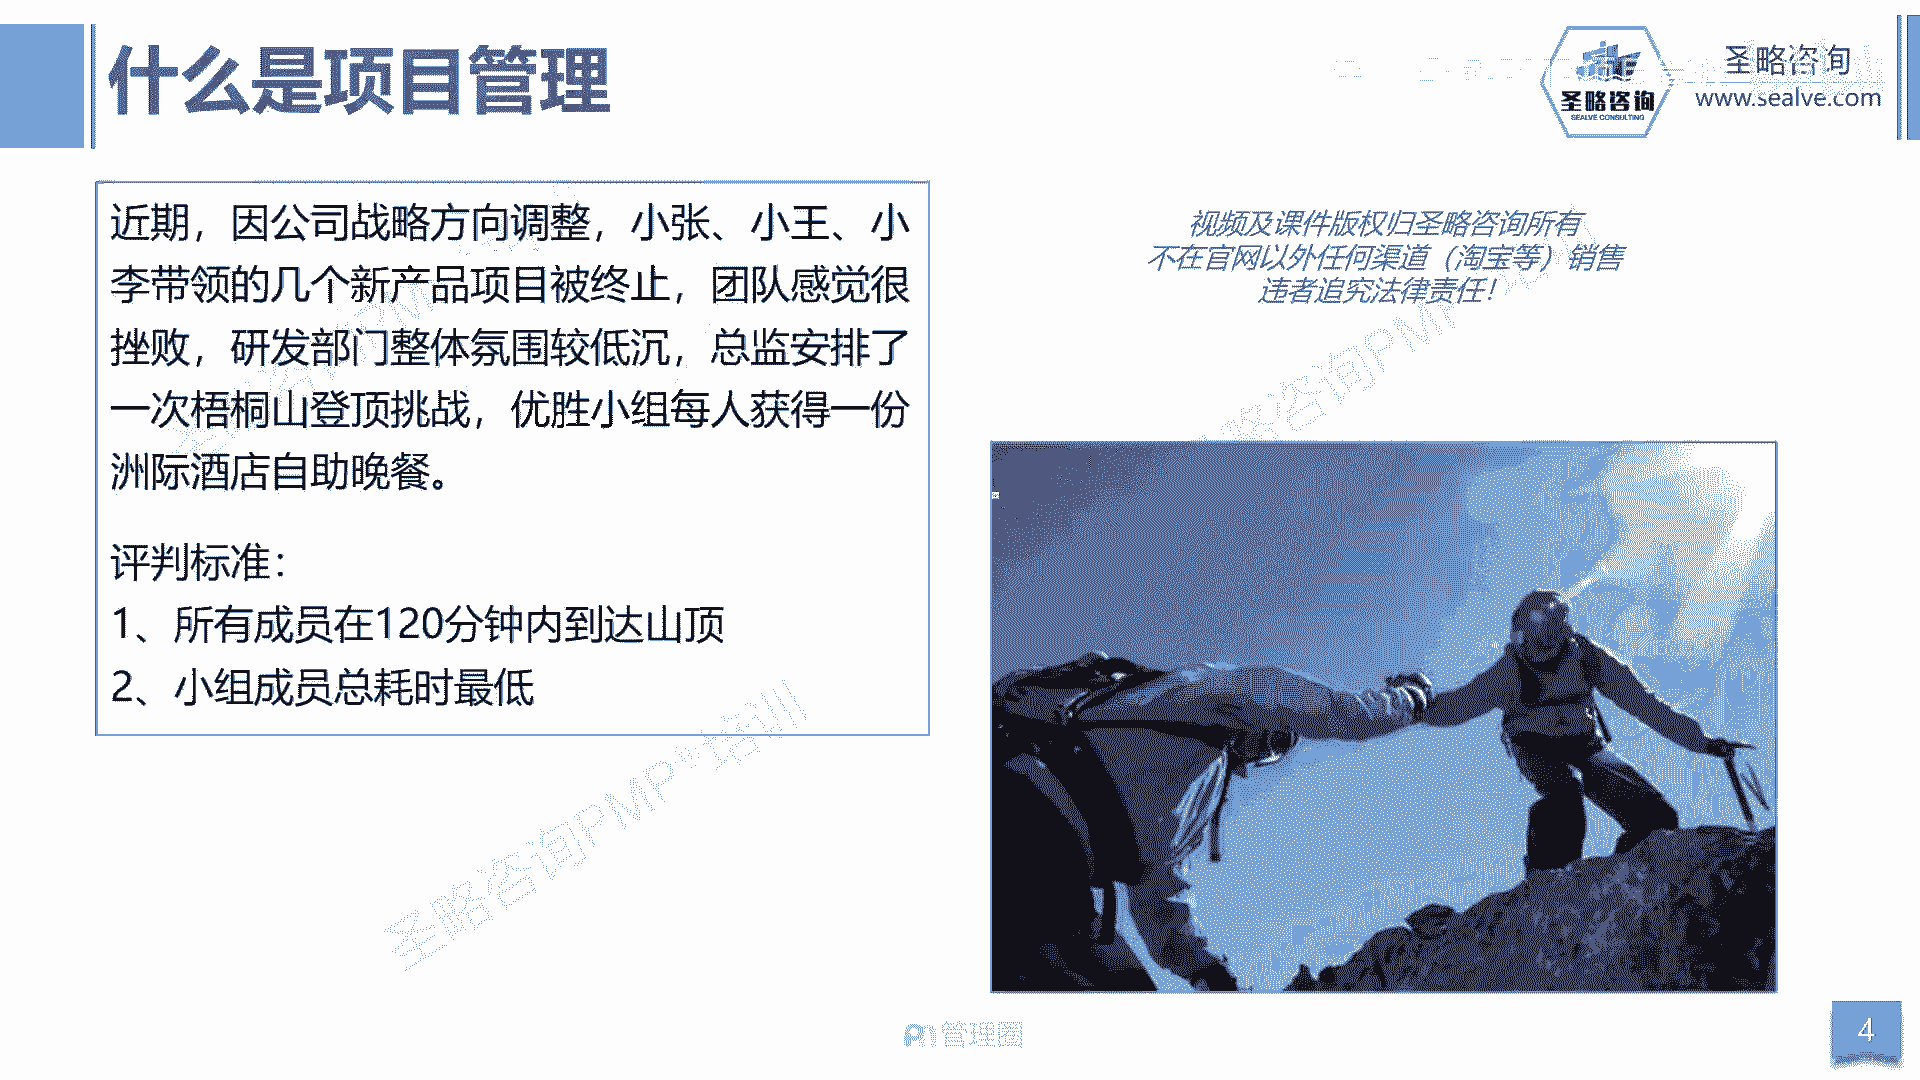 什么是项目管理
圣略咨询
SEALVE CONSULTING
圣略咨询
www.sealve.com
近期，因公司战略方向调整，小张、小王、小
李带领的几个新产品项目被终止，团队感觉很
挫败，研发部门整体氛围较低沉，总监安排了
一次梧桐山登顶挑战，优胜小组每人获得一份
洲际酒店自助晚餐。
评判标准：
1、所有成员在120分钟内到达山顶
2、小组成员总耗时最低
视频及课件版权归圣略咨询所有
不在官网以外任何渠道（淘宝等）销售
违者追究法律责任！
圣略咨询PMP®培训
管理圈
4